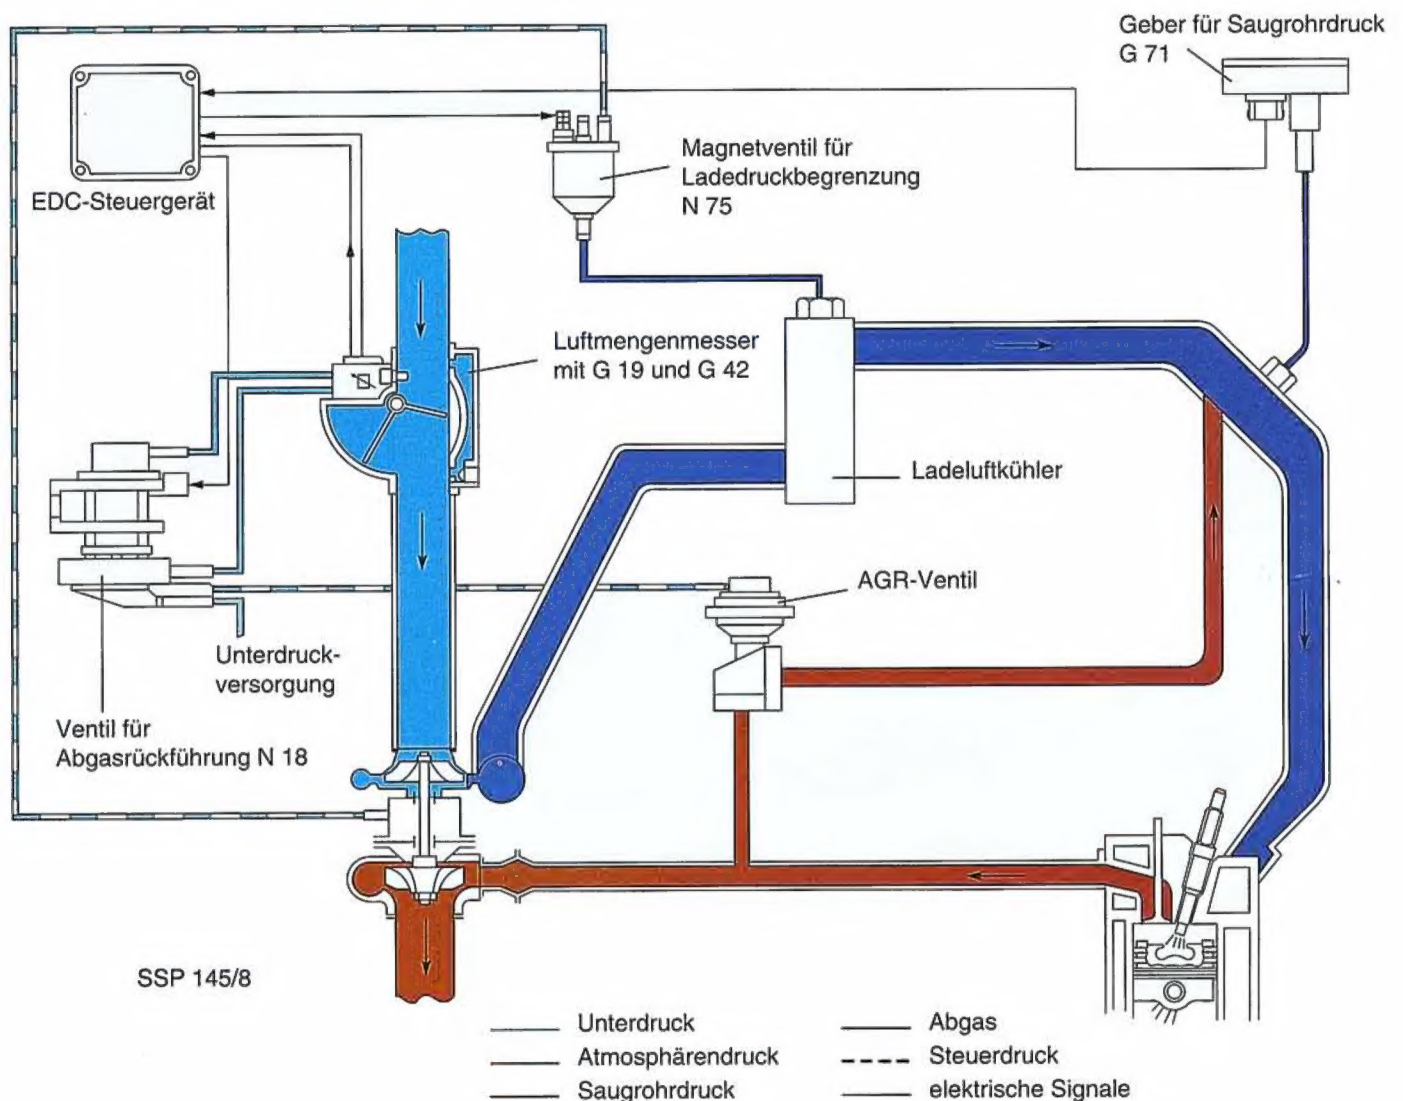 Geber für Saugrohrdruck
G 71
EDC-Steuergerät
Magnetventil für
Ladedruckbegrenzung
N 75
Luftmengenmesser
mit G 19 und G 42
Ladeluftkühler
AGR-Ventil
Unterdruck-
versorgung
Ventil für
Abgasrückführung N 18
SSP 145/8
Unterdruck
Atmosphärendruck
Saugrohrdruck
Abgas
Steuerdruck
elektrische Signale